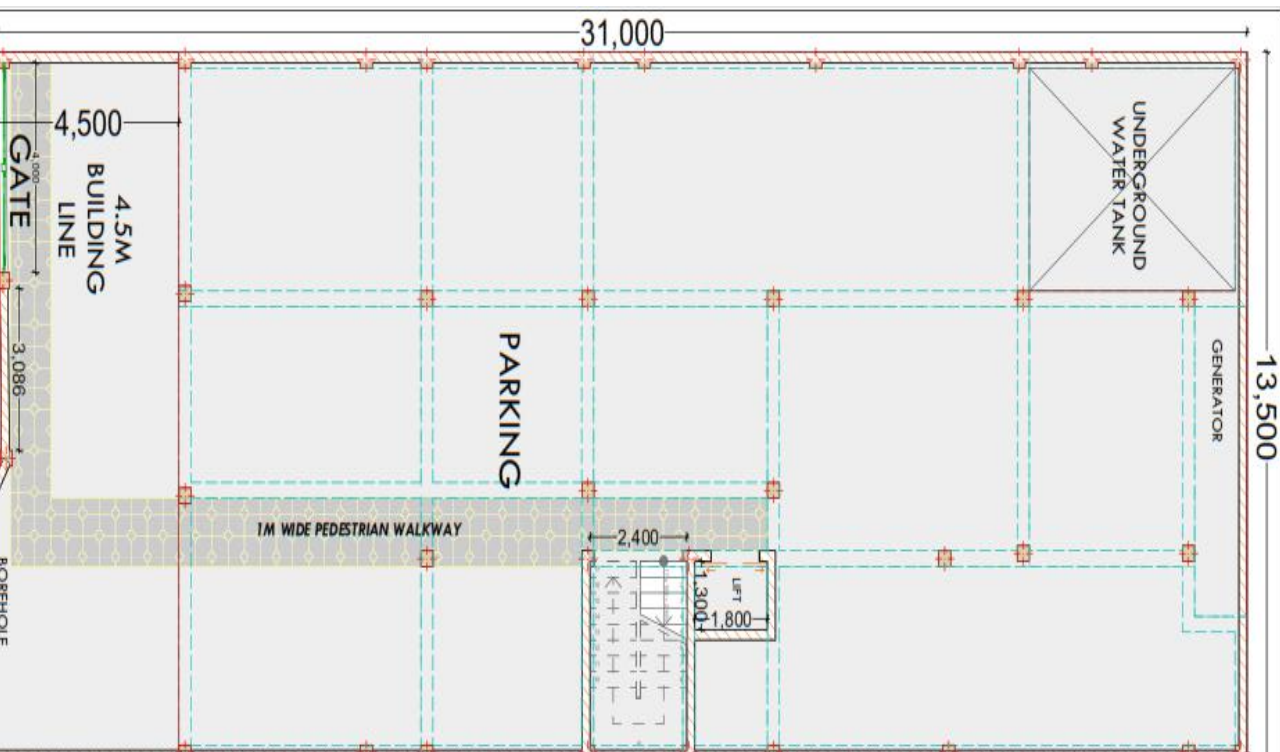 31,000
4,500
4,000
GATE
4.5M
BUILDING
LINE
UNDERGROUND
WATER TANK
13,500
3,086
PARKING
GENERATOR
1M WIDE PEDESTRIAN WALKWAY
2,400
LIFT
1,300
1,800
BOREHOLE